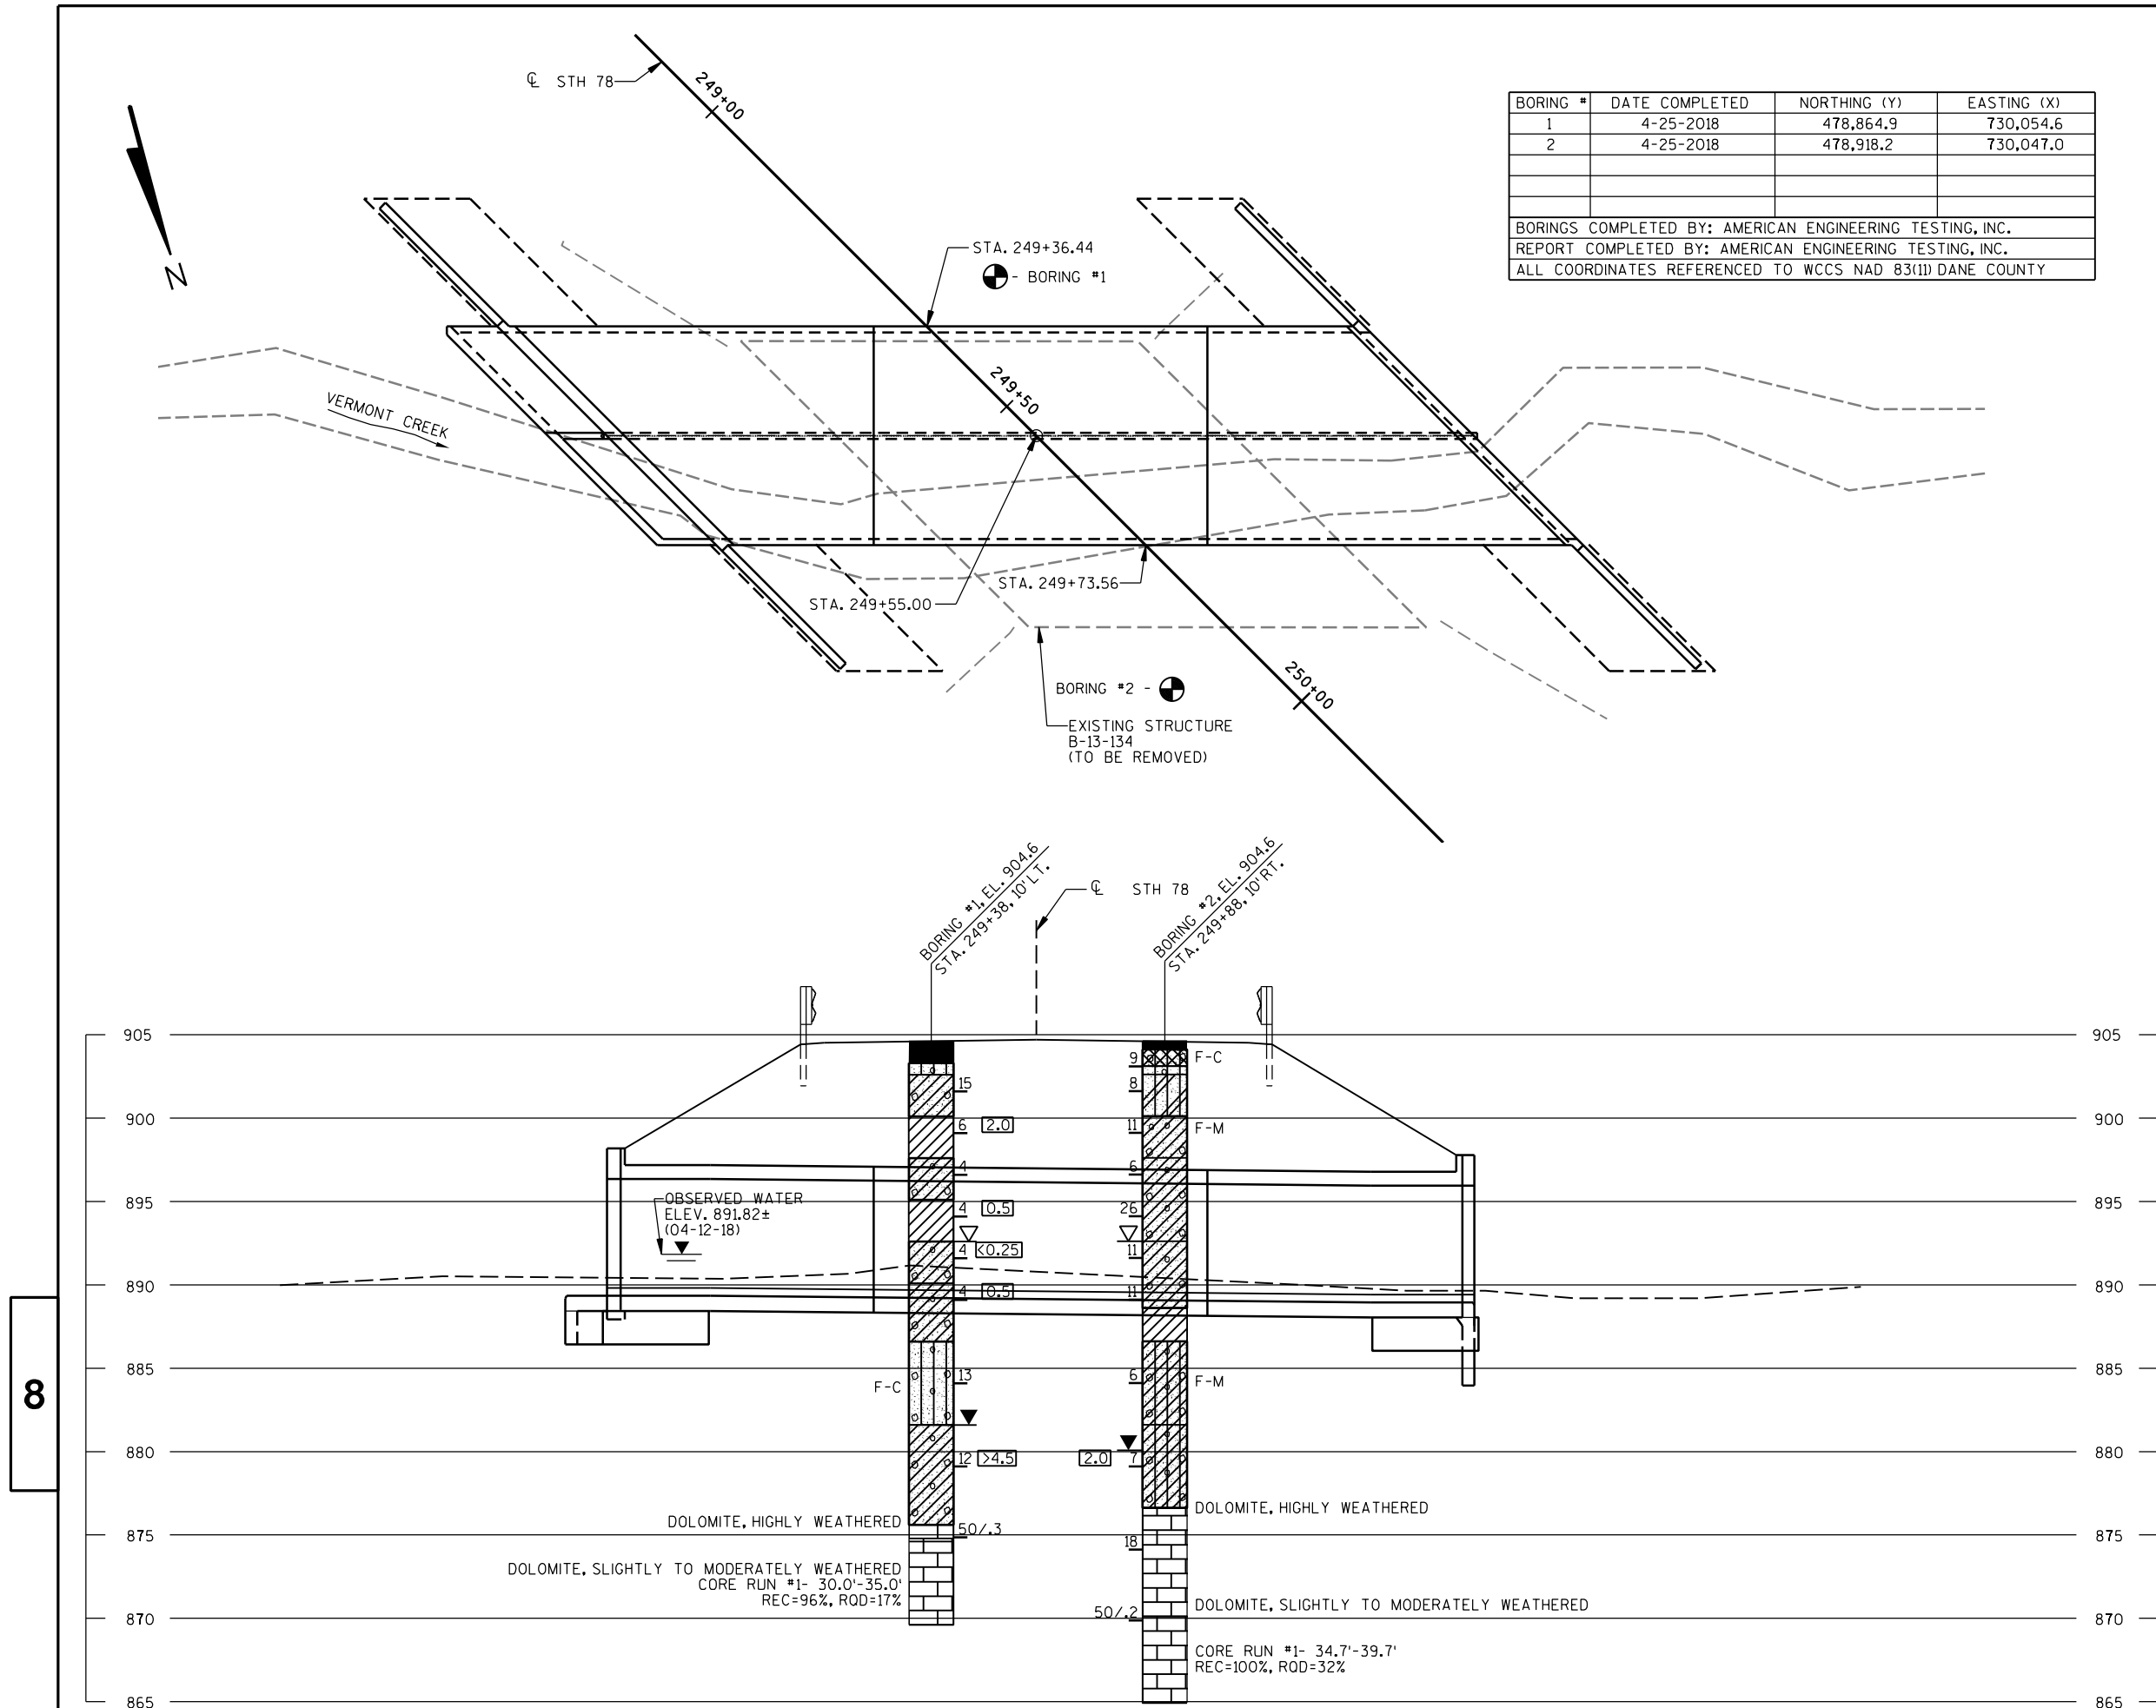 ℄ STH 78
249+00
BORING # DATE COMPLETED NORTHING (Y) EASTING (X)
1 4-25-2018 478,864.9 730,054.6
2 4-25-2018 478,918.2 730,047.0
BORINGS COMPLETED BY: AMERICAN ENGINEERING TESTING, INC.
REPORT COMPLETED BY: AMERICAN ENGINEERING TESTING, INC.
ALL COORDINATES REFERENCED TO WCCS NAD 83(11) DANE COUNTY
N
STA. 249+36.44
- BORING #1
249+50
VERMONT CREEK
STA. 249+73.56
STA. 249+55.00
250+00
BORING #2 -
EXISTING STRUCTURE
B-13-134
(TO BE REMOVED)
BORING #1, EL. 904.6
STA. 249+38, 10' LT.
℄ STH 78
BORING #2, EL. 904.6
STA. 249+88, 10' RT.
905 905
9 F-C
15 8
900 900
6 2.0 11 F-M
4 6
895 895
OBSERVED WATER
ELEV. 891.82±
(04-12-18)
4 0.5 26
4 <0.25 11
890 890
4 0.5 11
885 885
F-C 13 6 F-M
880 880
12 >4.5 2.0 7
DOLOMITE, HIGHLY WEATHERED
DOLOMITE, HIGHLY WEATHERED
50/.3
875 875
18
DOLOMITE, SLIGHTLY TO MODERATELY WEATHERED
CORE RUN #1- 30.0'-35.0'
REC=96%, RQD=17%
50/.2 DOLOMITE, SLIGHTLY TO MODERATELY WEATHERED
870 870
CORE RUN #1- 34.7'-39.7'
REC=100%, RQD=32%
865 865
8